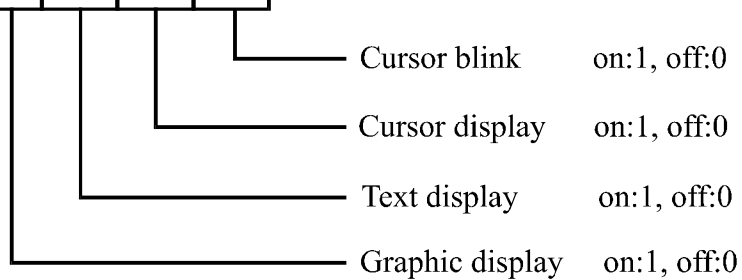 Cursor blink on:1, off:0
Cursor display on:1, off:0
Text display on:1, off:0
Graphic display on:1, off:0